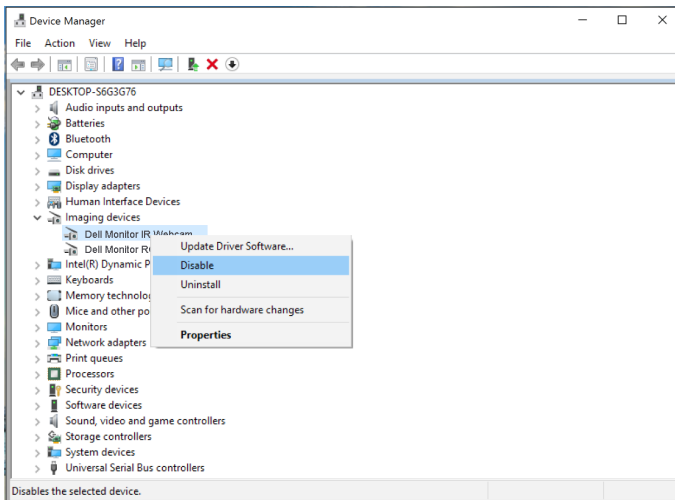 Device Manager
File Action View Help
DESKTOP-S6G3G76
Audio inputs and outputs
Batteries
Bluetooth
Computer
Disk drives
Display adapters
Human Interface Devices
Imaging devices
Dell Monitor IR Webcam
Dell Monitor
Update Driver Software...
Disable
Uninstall
Scan for hardware changes
Properties
Intel(R) Dynamic
Keyboards
Memory
Mice and other
Monitors
Network adapters
Print queues
Processors
Security devices
Software devices
Sound, video and game controllers
Storage controllers
System devices
Universal Serial Bus controllers
Disables the selected device.